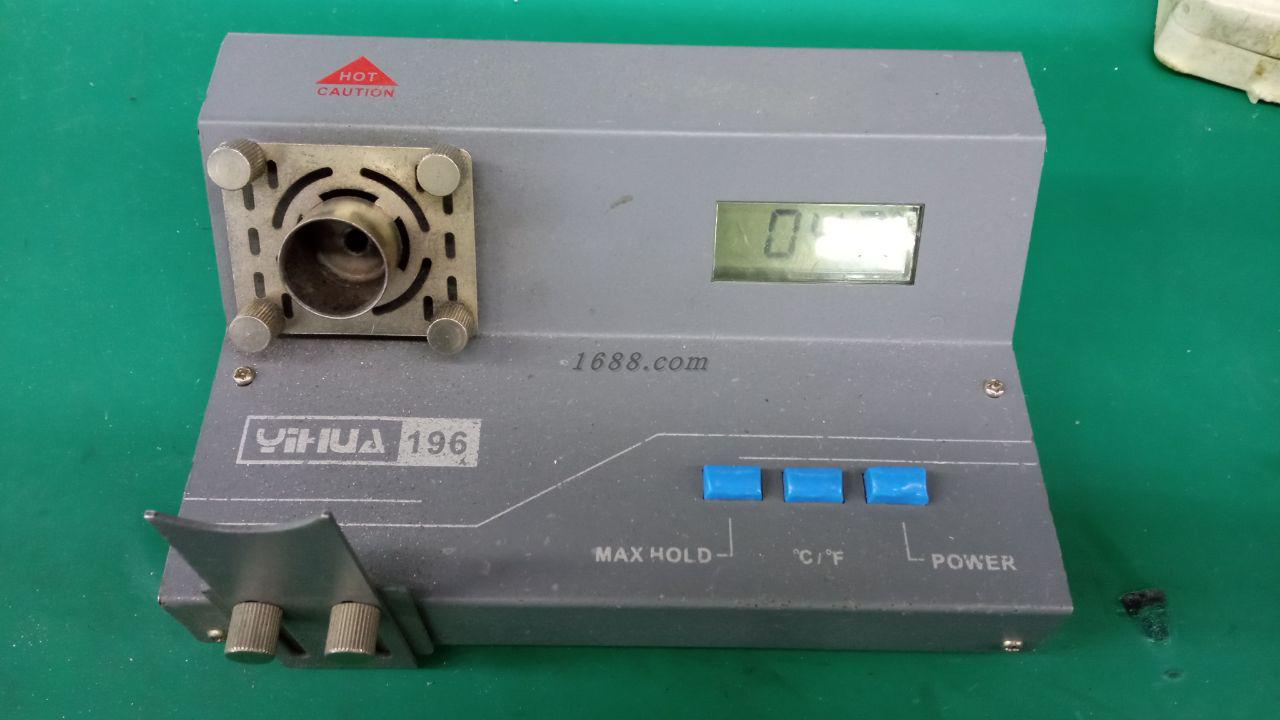 HOT
CAUTION
1688.com
YIHUA 196
MAX HOLD
°C/°F
POWER